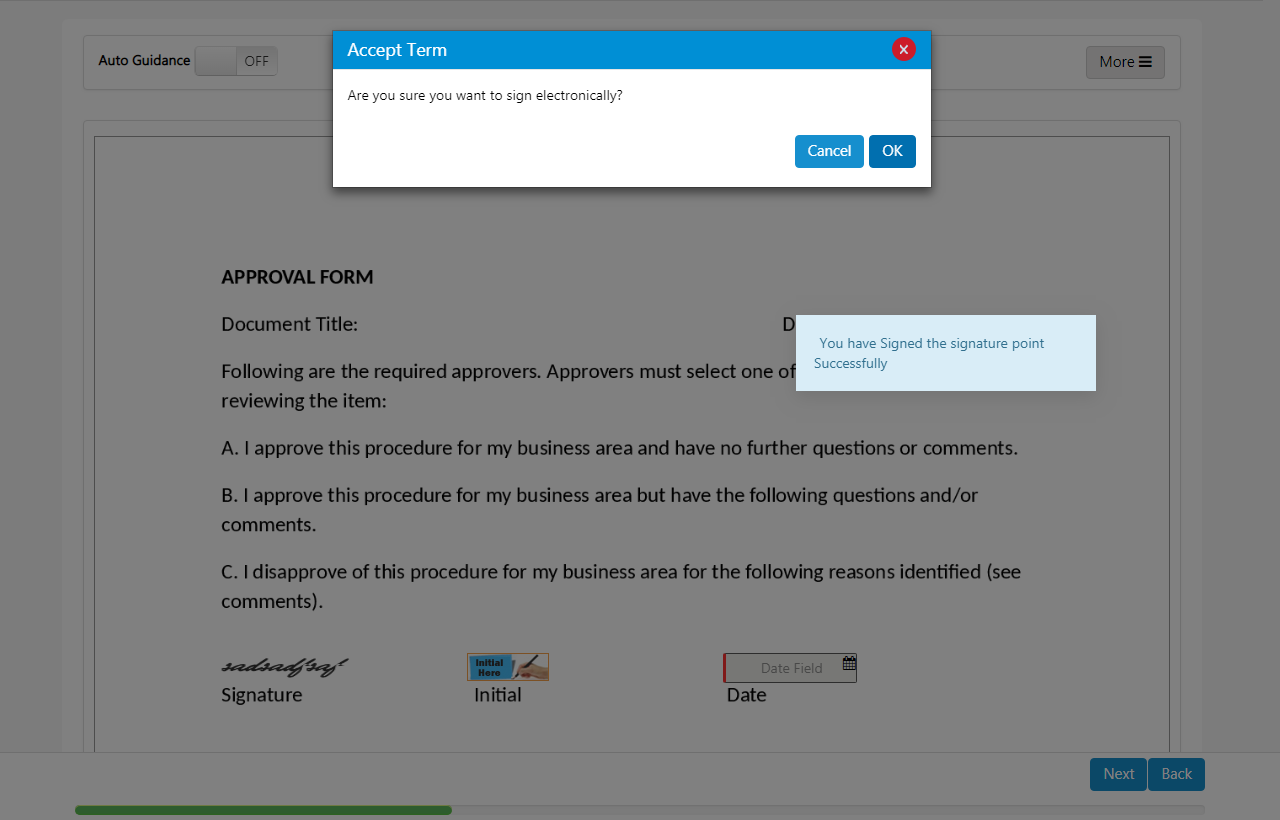 Accept Term
Auto Guidance OFF
More
Are you sure you want to sign electronically?
Cancel OK
APPROVAL FORM
Document Title: D
You have Signed the signature point
Successfully
Following are the required approvers. Approvers must select one of
reviewing the item:
A. I approve this procedure for my business area and have no further questions or comments.
B. I approve this procedure for my business area but have the following questions and/or
comments.
C. I disapprove of this procedure for my business area for the following reasons identified (see
comments).
Initial
Here
Date Field
Signature Initial Date
Next Back